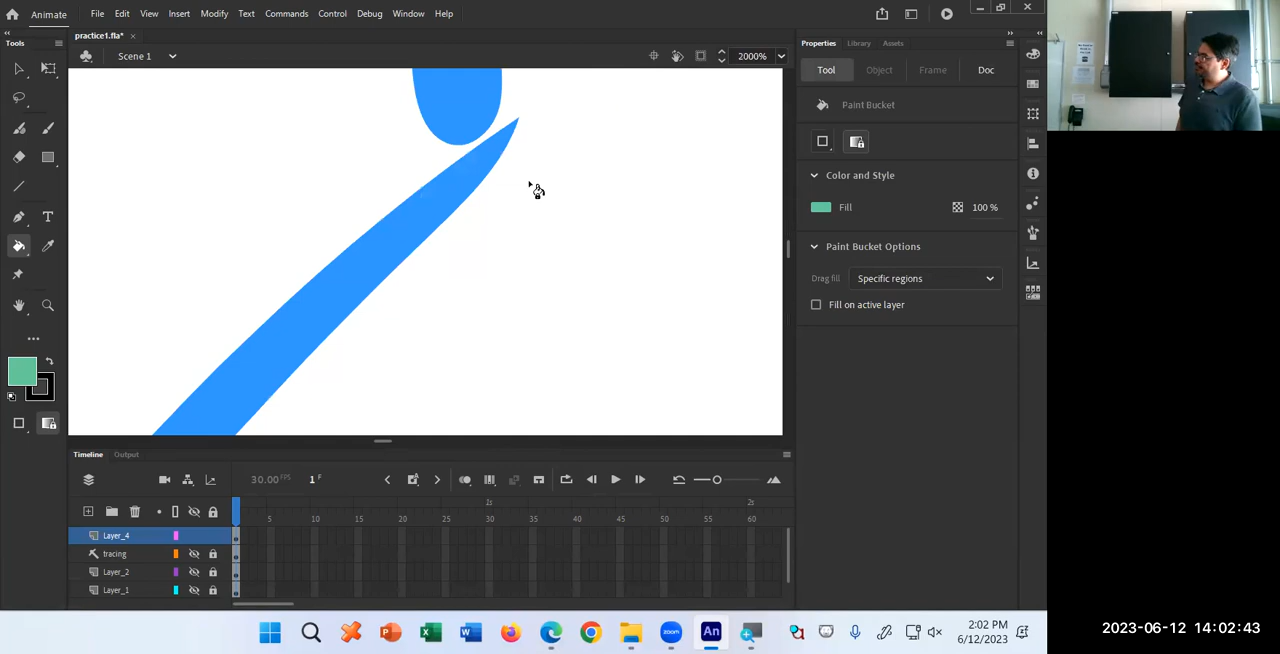 Animate File Edit View Insert Modify Text Commands Control Debug Window Help
practice1.fla*
Tools
Scene 1
2000%
Properties Library Assets
Tool Object Frame Doc
Paint Bucket
Color and Style
Fill
100 %
Paint Bucket Options
Drag fill Specific regions
Fill on active layer
T
Timeline Output
30.00 FPS 1 F
1s 2s
5 10 15 20 25 30 35 40 45 50 55 60
Layer_4
tracing
Layer_2
Layer_1
zoom
An
2:02 PM
6/12/2023
2023-06-12 14:02:43